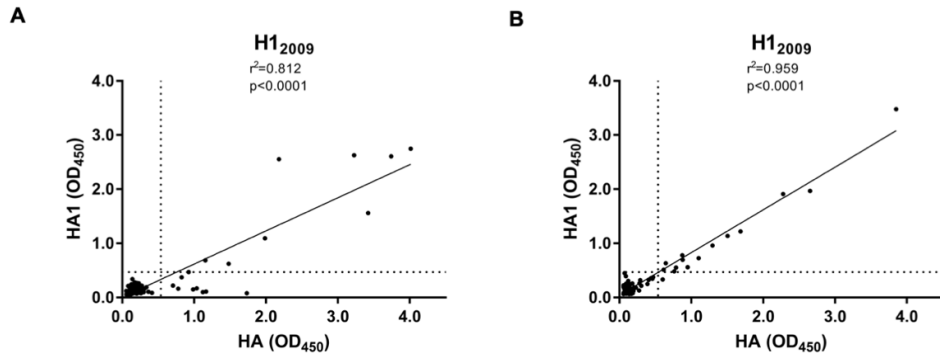 A
H1₂₀₀₉
r²=0.812
p<0.0001
HA1 (OD₄₅₀)
4.0
3.0
2.0
1.0
0.0
0.0 1.0 2.0 3.0 4.0
HA (OD₄₅₀)
B
H1₂₀₀₉
r²=0.959
p<0.0001
HA1 (OD₄₅₀)
4.0
3.0
2.0
1.0
0.0
0.0 1.0 2.0 3.0 4.0
HA (OD₄₅₀)